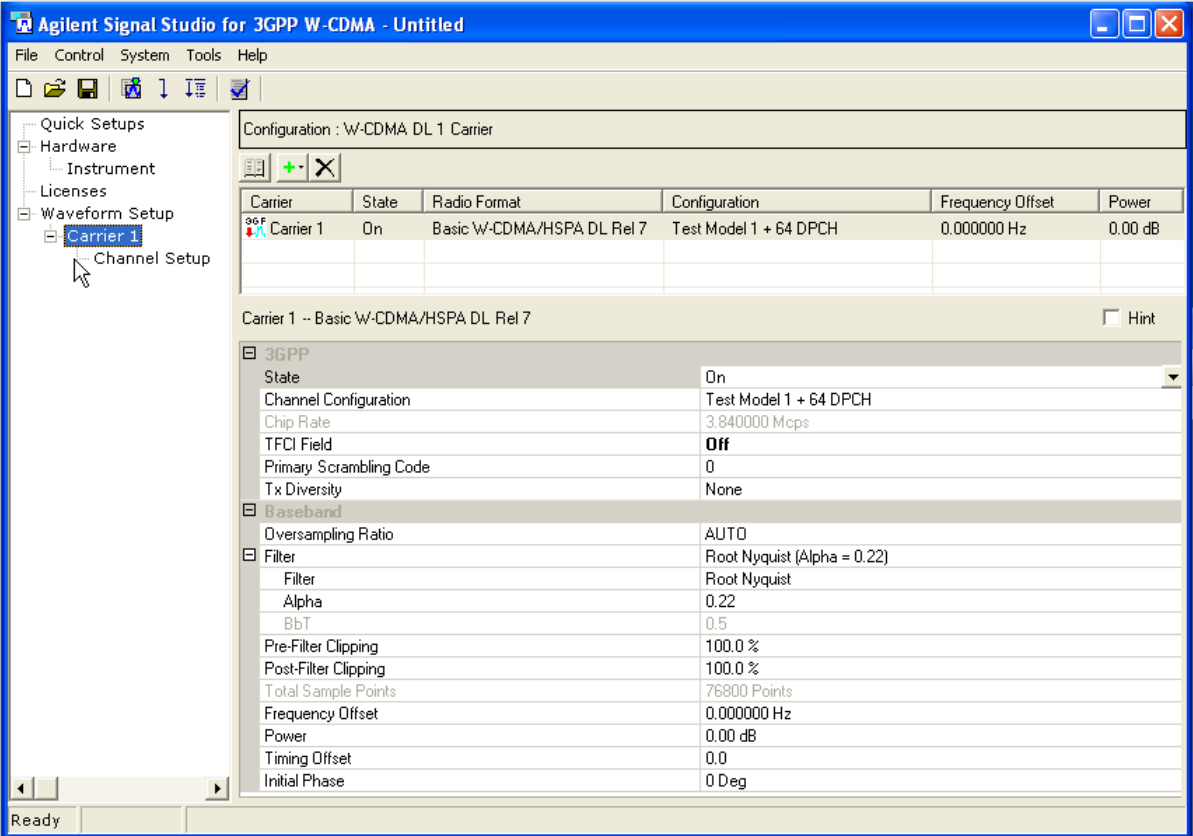 Agilent Signal Studio for 3GPP W-CDMA - Untitled
File Control System Tools Help
Quick Setups
Hardware
Instrument
Licenses
Waveform Setup
Carrier 1
Channel Setup
Configuration : W-CDMA DL 1 Carrier
Carrier State Radio Format Configuration Frequency Offset Power
Carrier 1 On Basic W-CDMA/HSPA DL Rel 7 Test Model 1 + 64 DPCH 0.000000 Hz 0.00 dB
Carrier 1 -- Basic W-CDMA/HSPA DL Rel 7 Hint
3GPP
State On
Channel Configuration Test Model 1 + 64 DPCH
Chip Rate 3.840000 Mcps
TFCI Field Off
Primary Scrambling Code 0
Tx Diversity None
Baseband
Oversampling Ratio AUTO
Filter Root Nyquist (Alpha = 0.22)
Filter Root Nyquist
Alpha 0.22
BbT 0.5
Pre-Filter Clipping 100.0 %
Post-Filter Clipping 100.0 %
Total Sample Points 76800 Points
Frequency Offset 0.000000 Hz
Power 0.00 dB
Timing Offset 0.0
Initial Phase 0 Deg
Ready